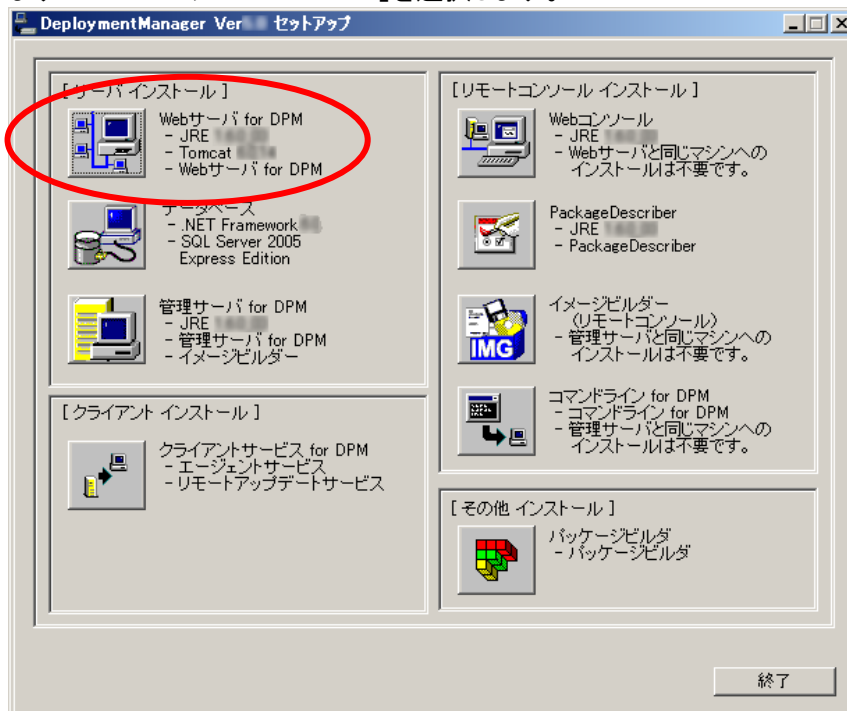 を選択します。
DeploymentManager Ver セットアップ
[ サーバ インストール ]
Webサーバ for DPM
- JRE
- Tomcat
- Webサーバ for DPM
データベース
- .NET Framework
- SQL Server 2005
Express Edition
管理サーバ for DPM
- JRE
- 管理サーバ for DPM
- イメージビルダー
[ クライアント インストール ]
クライアントサービス for DPM
- エージェントサービス
- リモートアップデートサービス
[ リモートコンソール インストール ]
Webコンソール
- JRE
- Webサーバと同じマシンへの
インストールは不要です。
PackageDescriber
- JRE
- PackageDescriber
イメージビルダー
(リモートコンソール)
- 管理サーバと同じマシンへの
インストールは不要です。
IMG
コマンドライン for DPM
- コマンドライン for DPM
- 管理サーバと同じマシンへの
インストールは不要です。
[ その他 インストール ]
パッケージビルダ
- パッケージビルダ
終了